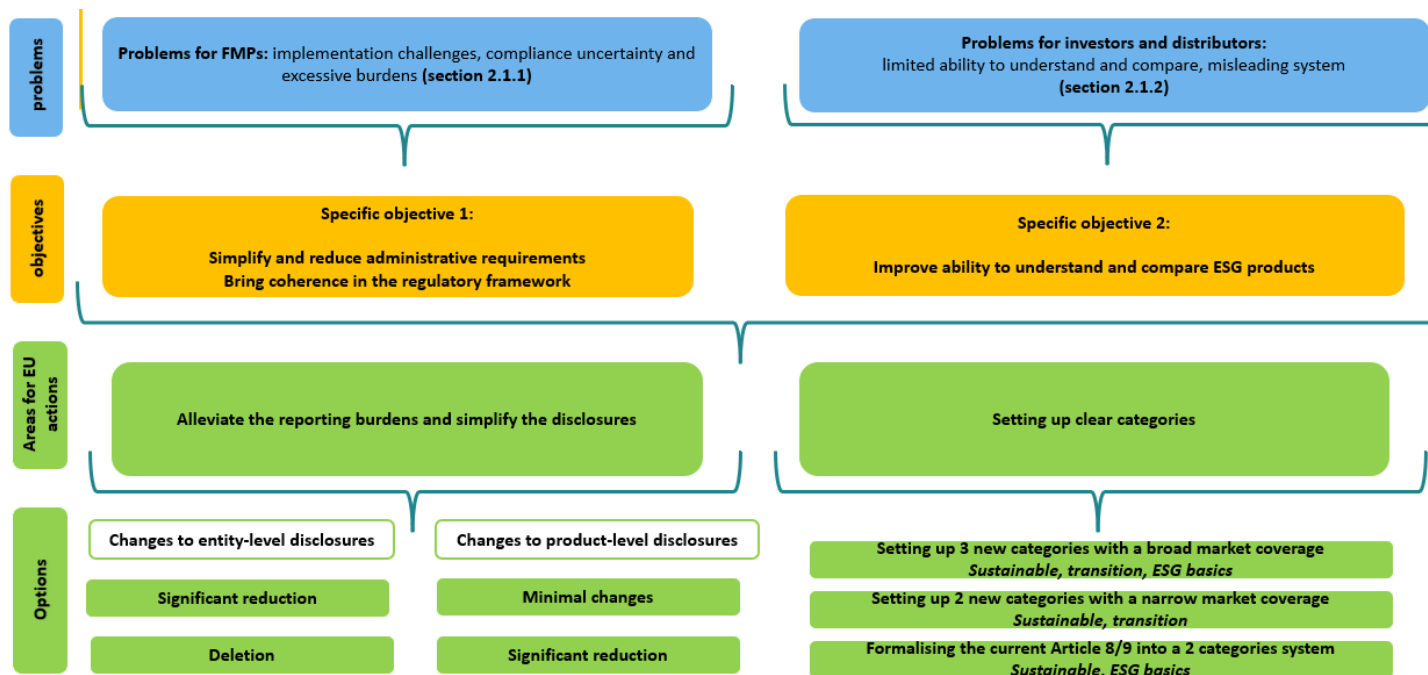 problems
Problems for FMPs: implementation challenges, compliance uncertainty and
excessive burdens (section 2.1.1)
Problems for investors and distributors:
limited ability to understand and compare, misleading system
(section 2.1.2)
objectives
Specific objective 1:
Simplify and reduce administrative requirements
Bring coherence in the regulatory framework
Specific objective 2:
Improve ability to understand and compare ESG products
Areas for EU
actions
Alleviate the reporting burdens and simplify the disclosures
Setting up clear categories
Options
Changes to entity-level disclosures
Significant reduction
Deletion
Changes to product-level disclosures
Minimal changes
Significant reduction
Setting up 3 new categories with a broad market coverage
Sustainable, transition, ESG basics
Setting up 2 new categories with a narrow market coverage
Sustainable, transition
Formalising the current Article 8/9 into a 2 categories system
Sustainable, ESG basics